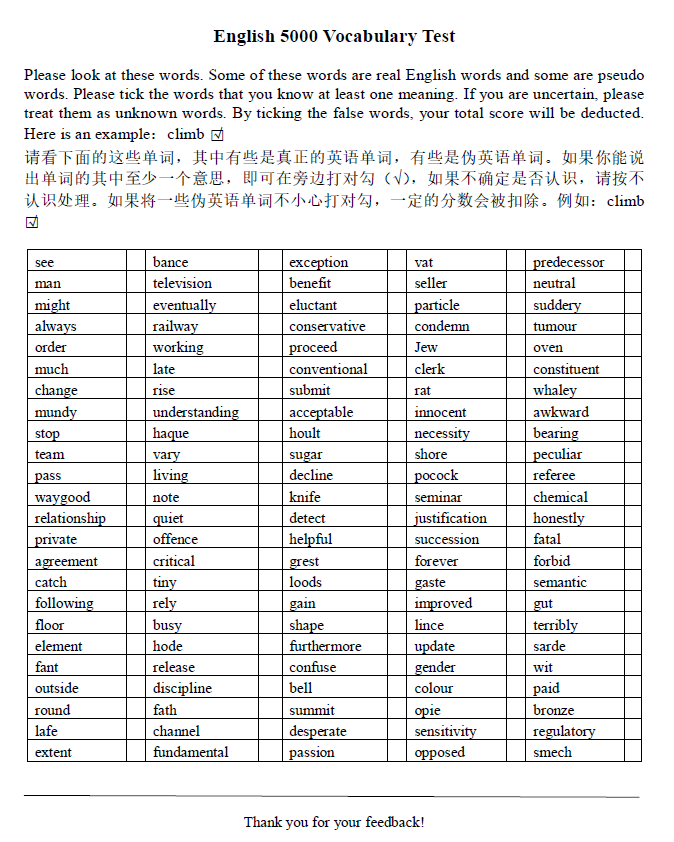 English 5000 Vocabulary Test
Please look at these words. Some of these words are real English words and some are pseudo
words. Please tick the words that you know at least one meaning. If you are uncertain, please
treat them as unknown words. By ticking the false words, your total score will be deducted.
Here is an example: climb ☑
请看下面的这些单词，其中有些是真正的英语单词，有些是伪英语单词。如果你能说
出单词的其中至少一个意思，即可在旁边打对勾（√），如果不确定是否认识，请按不
认识处理。如果将一些伪英语单词不小心打对勾，一定的分数会被扣除。例如：climb
☑
see bance exception vat predecessor
man television benefit seller neutral
might eventually eluctant particle suddery
always railway conservative condemn tumour
order working proceed Jew oven
much late conventional clerk constituent
change rise submit rat whaley
mundy understanding acceptable innocent awkward
stop haque hoult necessity bearing
team vary sugar shore peculiar
pass living decline pocock referee
waygood note knife seminar chemical
relationship quiet detect justification honestly
private offence helpful succession fatal
agreement critical grest forever forbid
catch tiny loods gaste semantic
following rely gain improved gut
floor busy shape lince terribly
element hode furthermore update sarde
fant release confuse gender wit
outside discipline bell colour paid
round fath summit opie bronze
lafe channel desperate sensitivity regulatory
extent fundamental passion opposed smech
Thank you for your feedback!